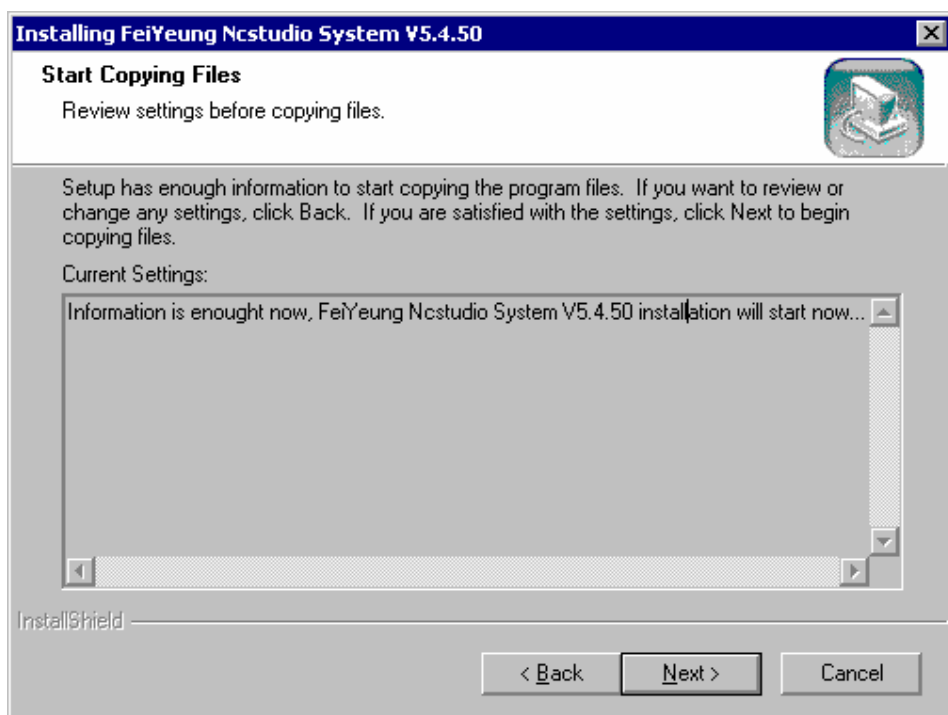 Installing FeiYeung Ncstudio System V5.4.50
Start Copying Files
Review settings before copying files.
Setup has enough information to start copying the program files.  If you want to review or
change any settings, click Back.  If you are satisfied with the settings, click Next to begin
copying files.
Current Settings:
Information is enought now, FeiYeung Ncstudio System V5.4.50 installation will start now...
InstallShield
< Back
Next >
Cancel